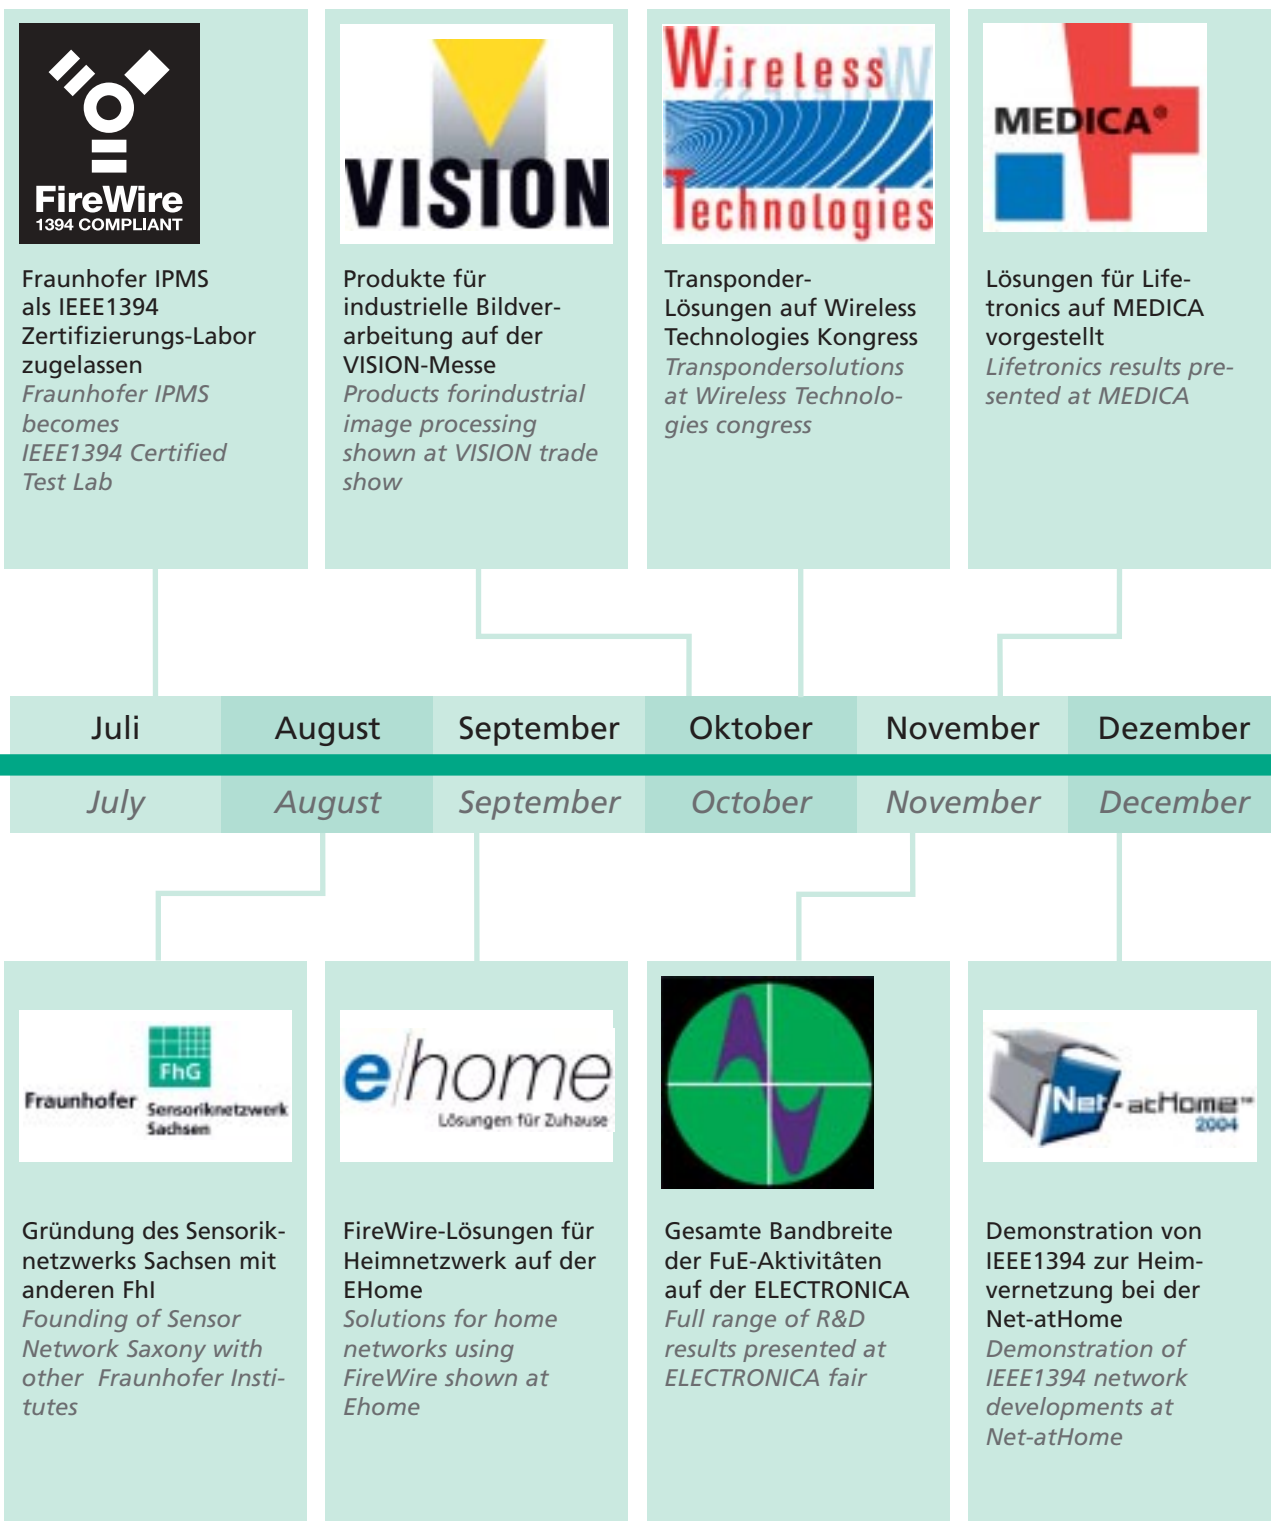 FireWire
1394 COMPLIANT
Fraunhofer IPMS
als IEEE1394
Zertifizierungs-Labor
zugelassen
Fraunhofer IPMS
becomes
IEEE1394 Certified
Test Lab
VISION
Produkte für
industrielle Bildver-
arbeitung auf der
VISION-Messe
Products forindustrial
image processing
shown at VISION trade
show
Wireless
Technologies
Transponder-
Lösungen auf Wireless
Technologies Kongress
Transpondersolutions
at Wireless Technolo-
gies congress
MEDICA®
Lösungen für Life-
tronics auf MEDICA
vorgestellt
Lifetronics results pre-
sented at MEDICA
Juli August September Oktober November Dezember
July August September October November December
FhG
Fraunhofer Sensoriknetzwerk
Sachsen
Gründung des Sensorik-
netzwerks Sachsen mit
anderen FhI
Founding of Sensor
Network Saxony with
other Fraunhofer Insti-
tutes
e/home
Lösungen für Zuhause
FireWire-Lösungen für
Heimnetzwerk auf der
EHome
Solutions for home
networks using
FireWire shown at
Ehome
Gesamte Bandbreite
der FuE-Aktivitâten
auf der ELECTRONICA
Full range of R&D
results presented at
ELECTRONICA fair
Net-atHome™
2004
Demonstration von
IEEE1394 zur Heim-
vernetzung bei der
Net-atHome
Demonstration of
IEEE1394 network
developments at
Net-atHome